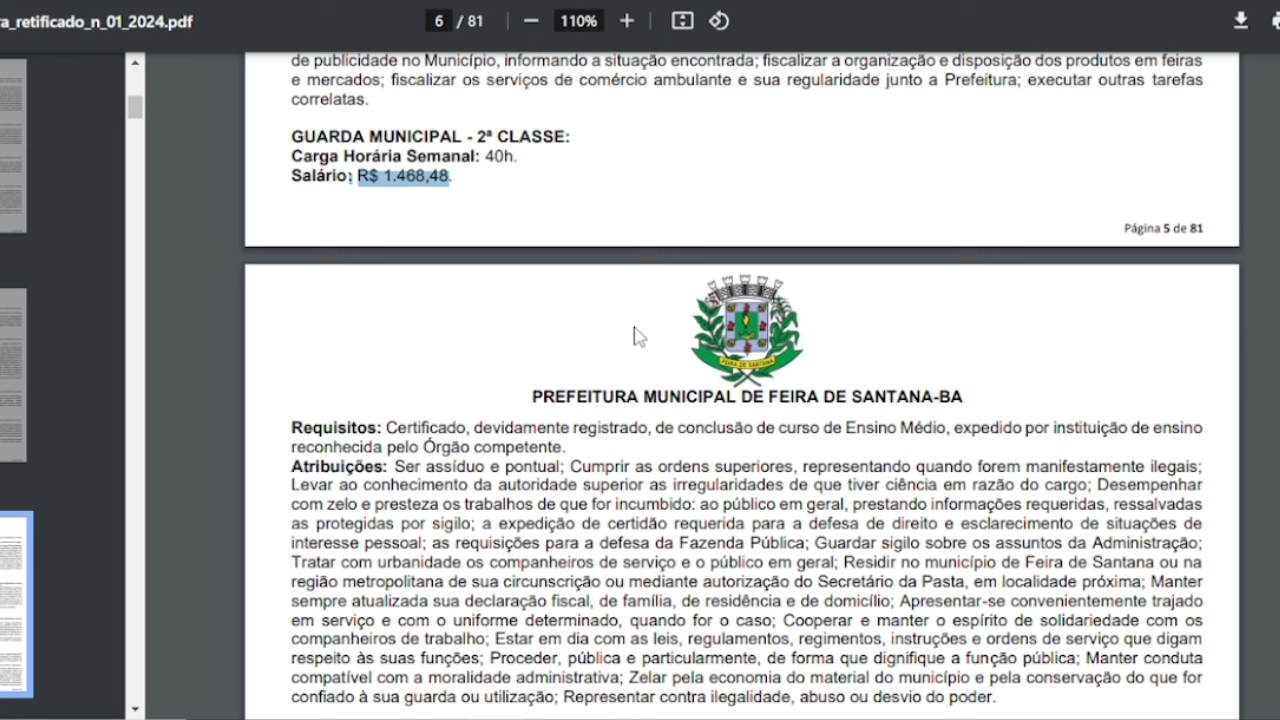 ra_retificado_n_01_2024.pdf
6 / 81
110%
de publicidade no Município, informando a situação encontrada; fiscalizar a organização e disposição dos produtos em feiras
e mercados; fiscalizar os serviços de comércio ambulante e sua regularidade junto a Prefeitura; executar outras tarefas
correlatas.
GUARDA MUNICIPAL - 2ª CLASSE:
Carga Horária Semanal: 40h.
Salário: R$ 1.468,48.
Página 5 de 81
FEIRA DE SANTANA
PREFEITURA MUNICIPAL DE FEIRA DE SANTANA-BA
Requisitos: Certificado, devidamente registrado, de conclusão de curso de Ensino Médio, expedido por instituição de ensino
reconhecida pelo Órgão competente.
Atribuições: Ser assíduo e pontual; Cumprir as ordens superiores, representando quando forem manifestamente ilegais;
Levar ao conhecimento da autoridade superior as irregularidades de que tiver ciência em razão do cargo; Desempenhar
com zelo e presteza os trabalhos de que for incumbido: ao público em geral, prestando informações requeridas, ressalvadas
as protegidas por sigilo; a expedição de certidão requerida para a defesa de direito e esclarecimento de situações de
interesse pessoal; as requisições para a defesa da Fazenda Pública; Guardar sigilo sobre os assuntos da Administração;
Tratar com urbanidade os companheiros de serviço e o público em geral; Residir no município de Feira de Santana ou na
região metropolitana de sua circunscrição ou mediante autorização do Secretário da Pasta, em localidade próxima; Manter
sempre atualizada sua declaração fiscal, de família, de residência e de domicílio; Apresentar-se convenientemente trajado
em serviço e com o uniforme determinado, quando for o caso; Cooperar e manter o espírito de solidariedade com os
companheiros de trabalho; Estar em dia com as leis, regulamentos, regimentos, instruções e ordens de serviço que digam
respeito às suas funções; Proceder, pública e particularmente, de forma que dignifique a função pública; Manter conduta
compatível com a moralidade administrativa; Zelar pela economia do material do município e pela conservação do que for
confiado à sua guarda ou utilização; Representar contra ilegalidade, abuso ou desvio do poder.